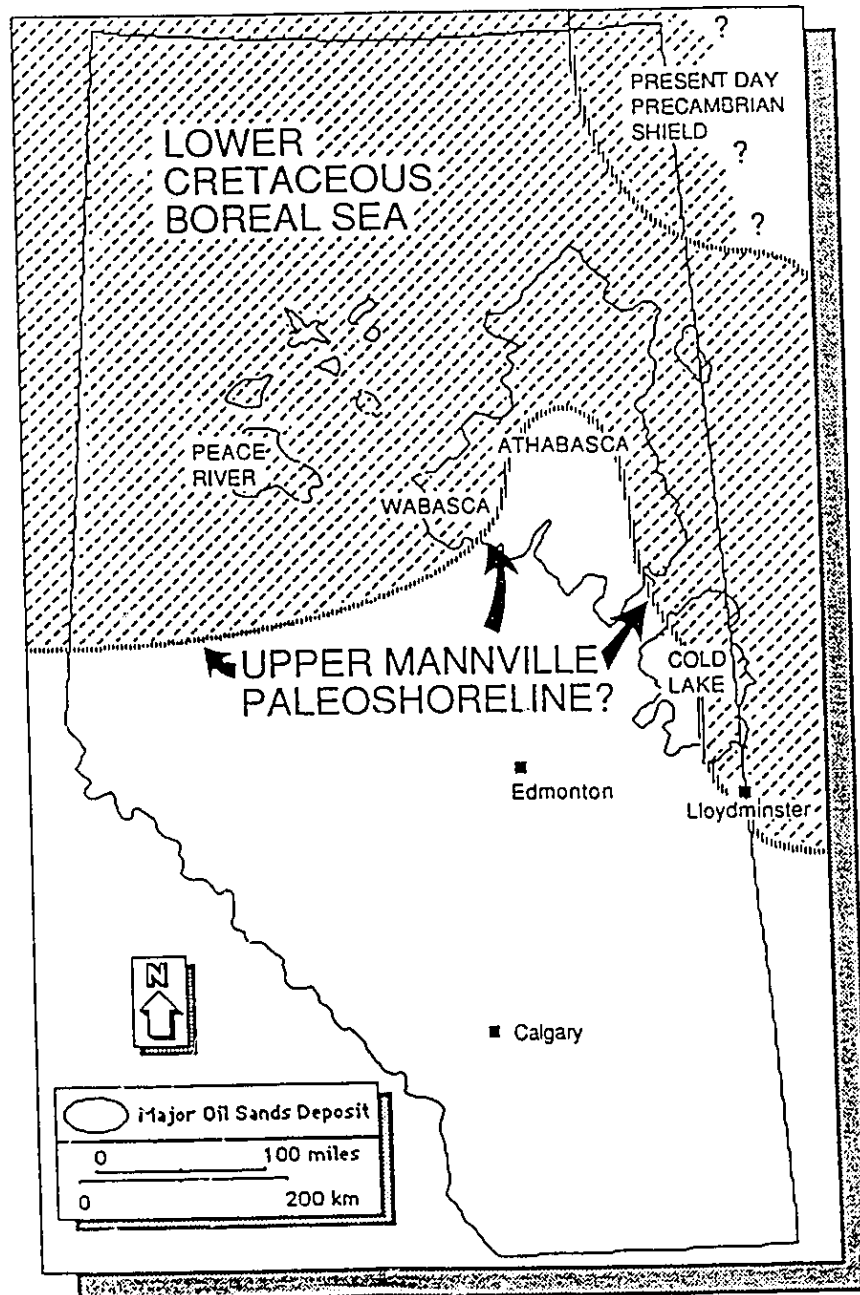 ?
PRESENT DAY
PRECAMBRIAN
SHIELD
?
?
LOWER
CRETACEOUS
BOREAL SEA
PEACE
RIVER
ATHABASCA
WABASCA
UPPER MANNVILLE
PALEOSHORELINE?
COLD
LAKE
Edmonton
Lloydminster
N
Calgary
Major Oil Sands Deposit
0 100 miles
0 200 km